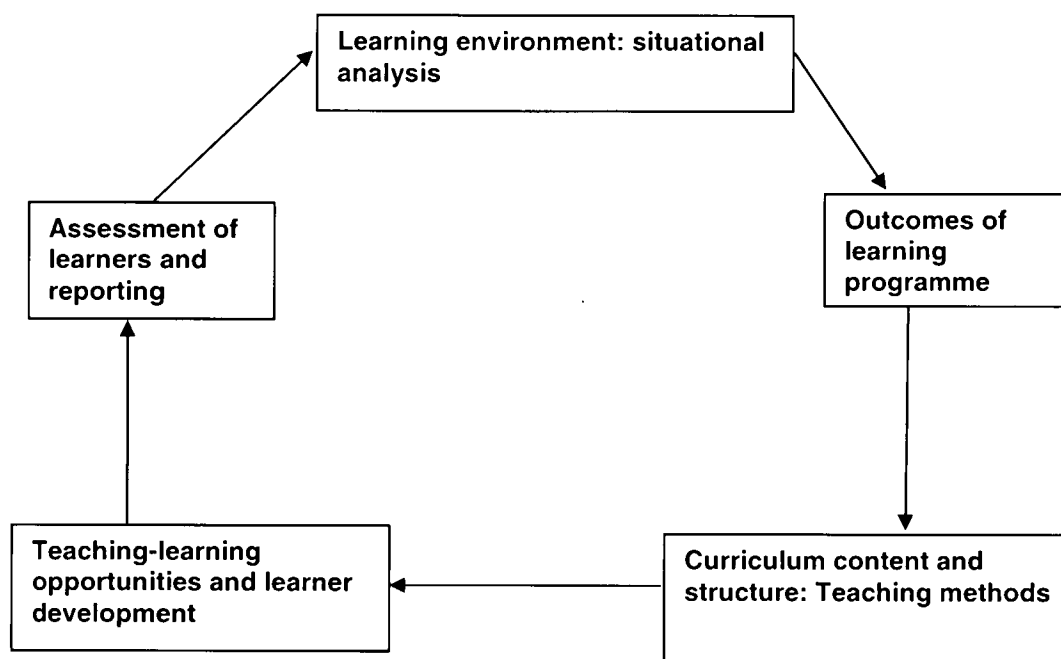 Learning environment: situational
analysis
Assessment of
learners and
reporting
Outcomes of
learning
programme
Teaching-learning
opportunities and learner
development
Curriculum content and
structure: Teaching methods